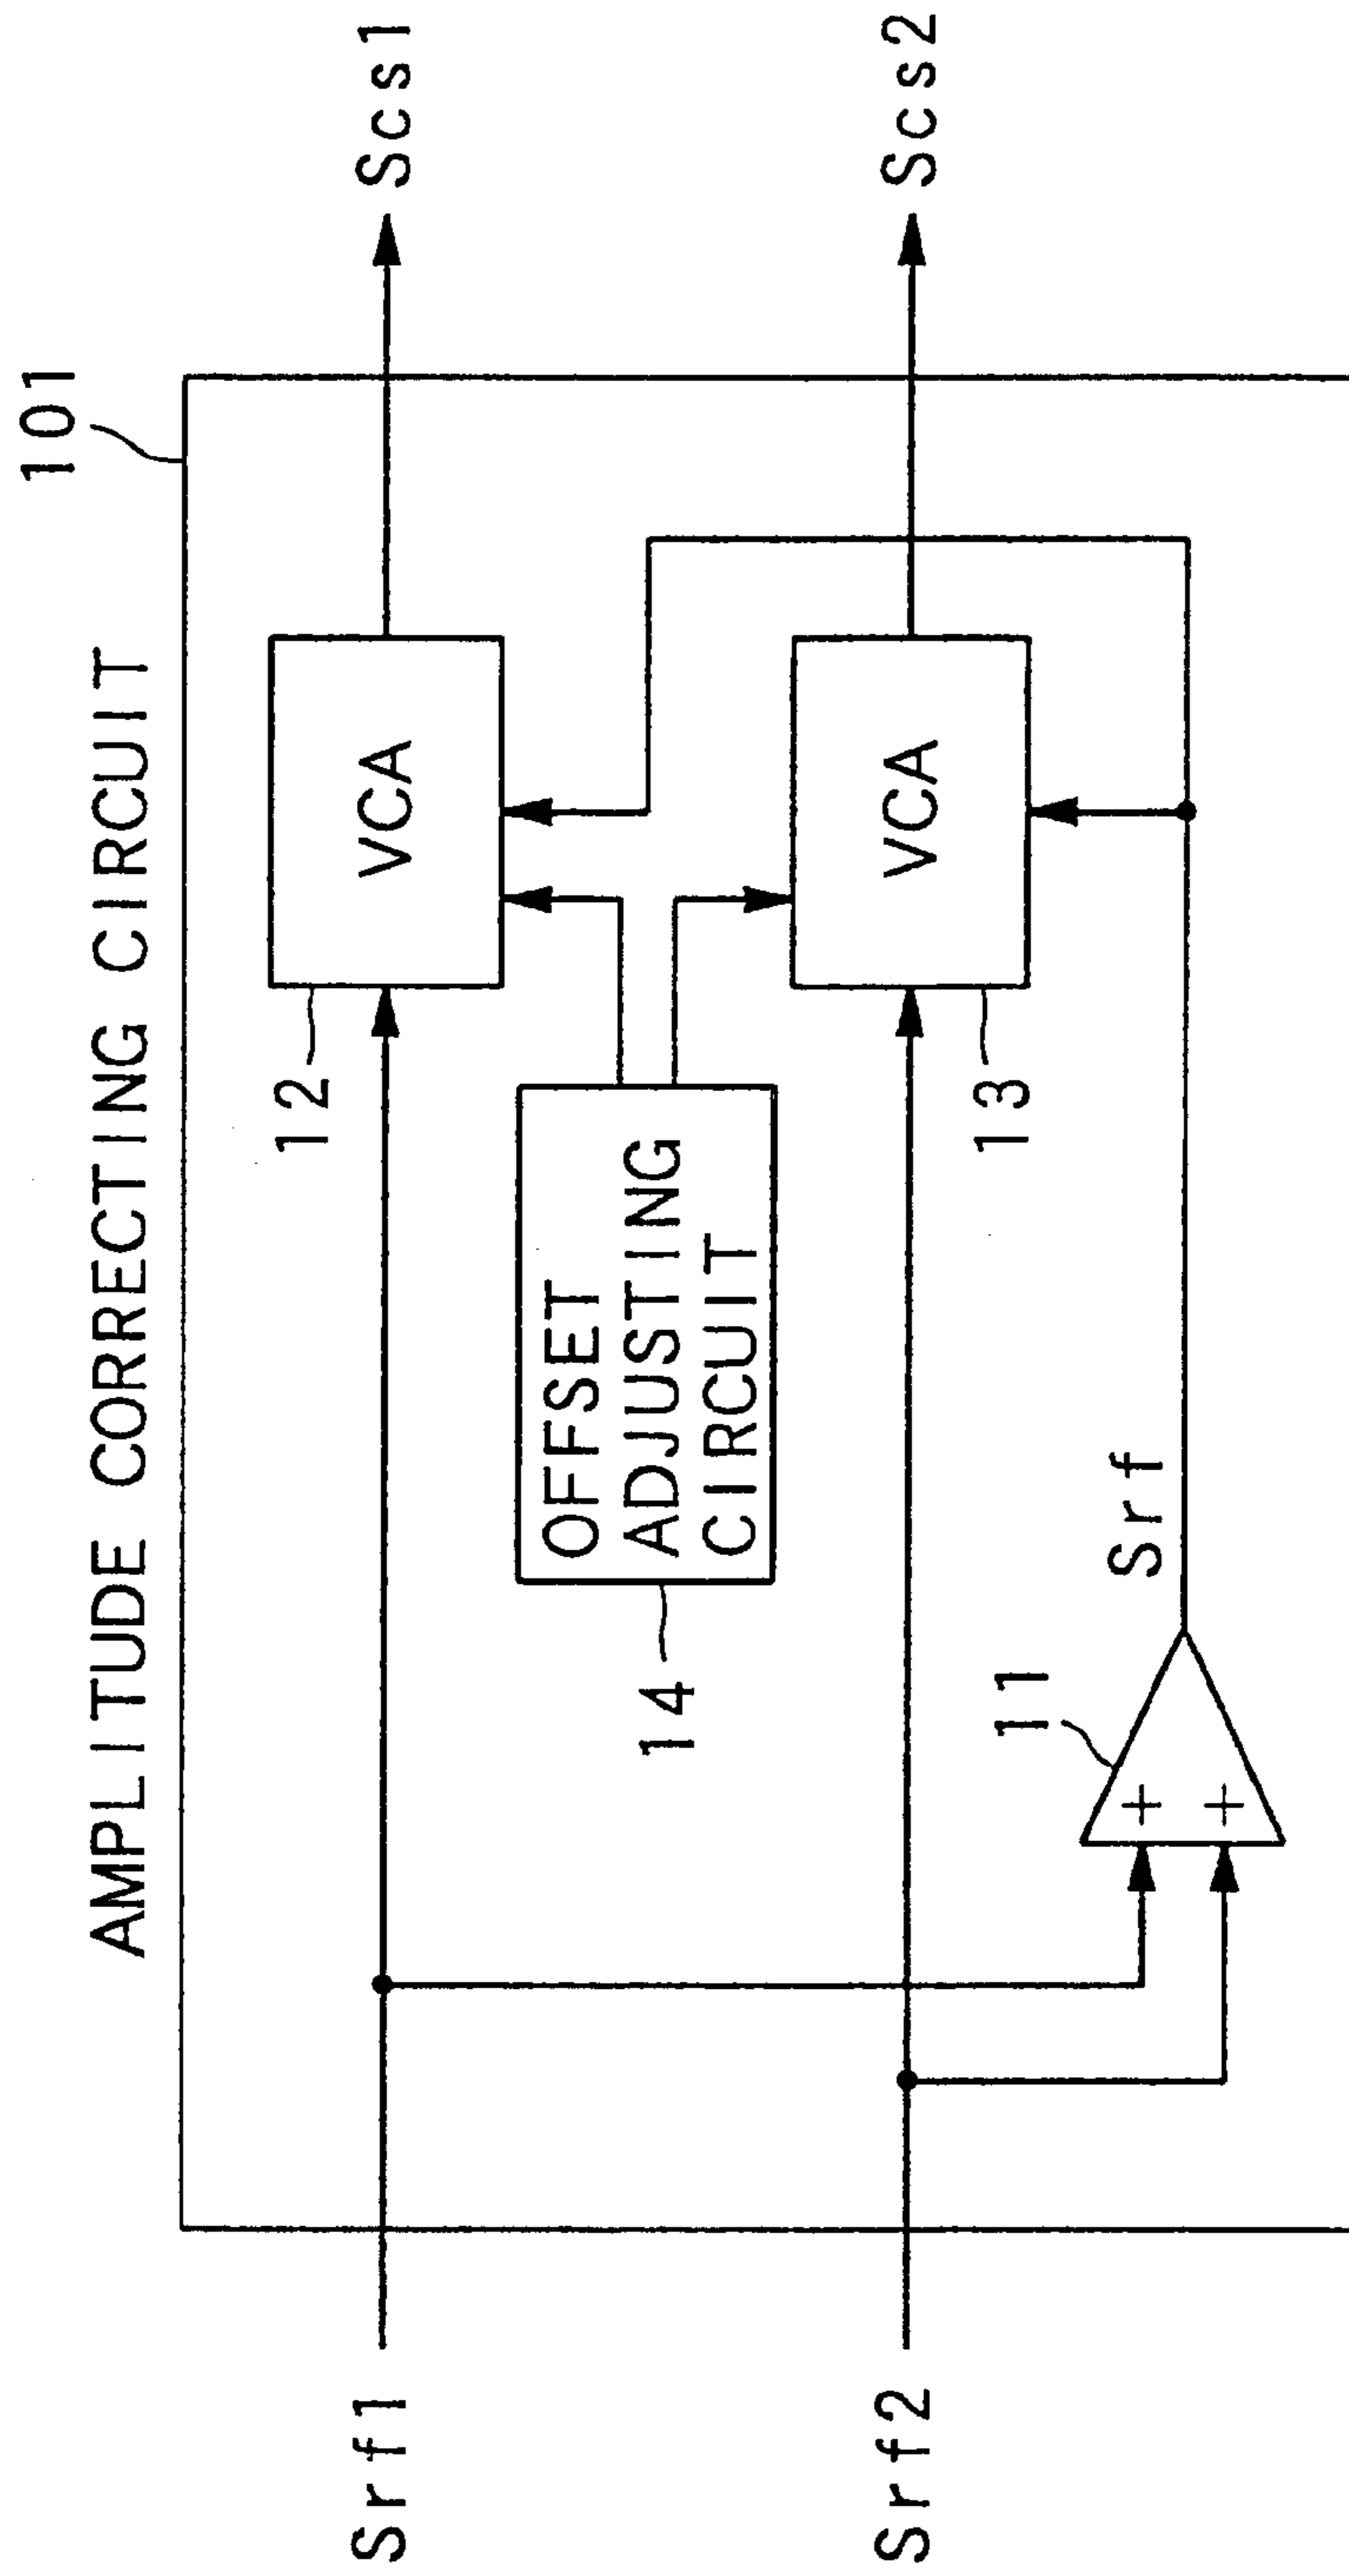 AMPLITUDE CORRECTING CIRCUIT
101
Srf1
12
VCA
Scs1
14
OFFSET
ADJUSTING
CIRCUIT
Srf2
13
VCA
Scs2
11
+
+
Srf